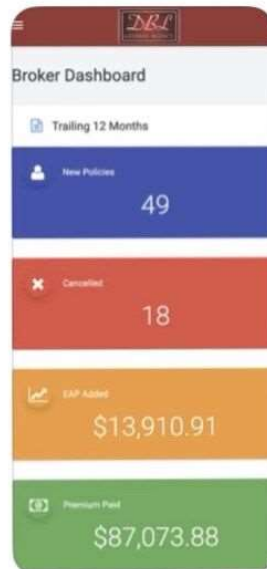 DBL
Broker Dashboard
Trailing 12 Months
New Policies
49
Cancelled
18
EAP Added
$13,910.91
Premium Paid
$87,073.88